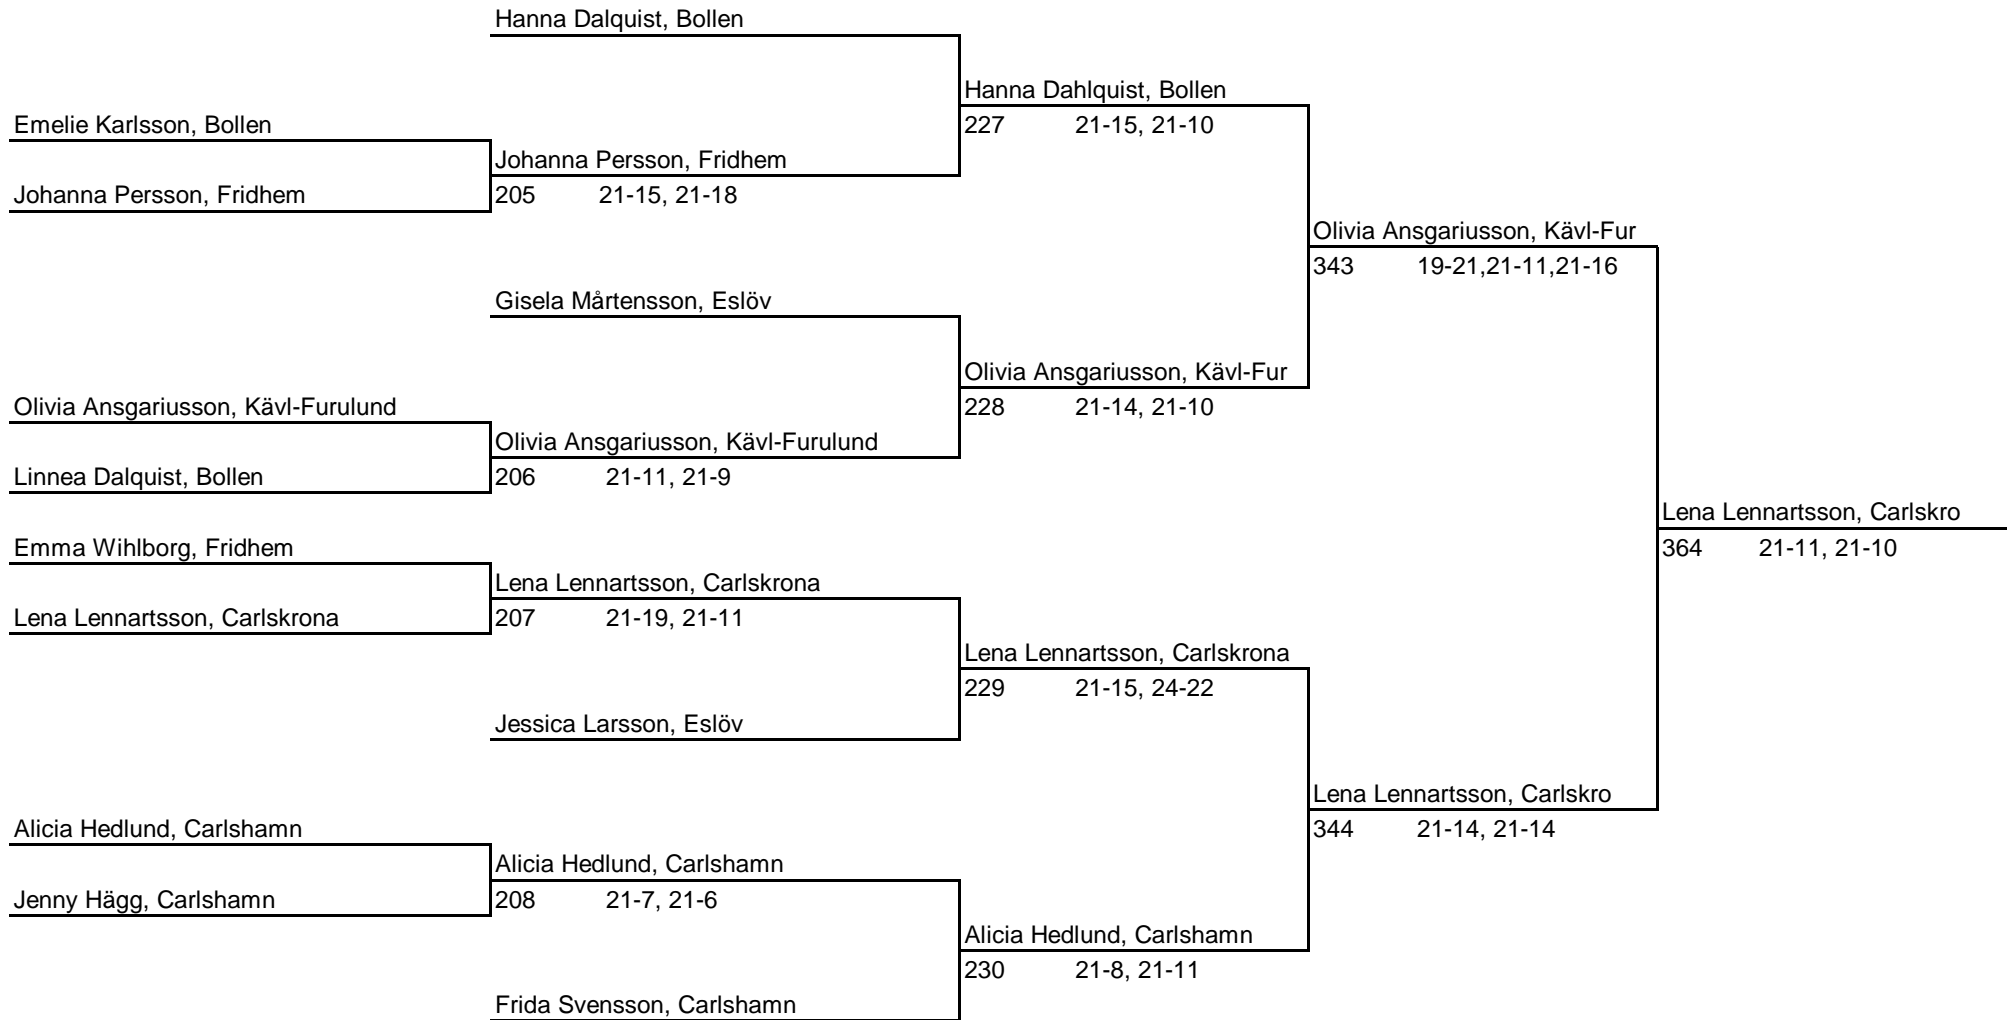 Hanna Dalquist, Bollen
Hanna Dahlquist, Bollen
Emelie Karlsson, Bollen
227 21-15, 21-10
Johanna Persson, Fridhem
Johanna Persson, Fridhem
205 21-15, 21-18
Olivia Ansgariusson, Kävl-Fur
343 19-21,21-11,21-16
Gisela Mårtensson, Eslöv
Olivia Ansgariusson, Kävl-Fur
Olivia Ansgariusson, Kävl-Furulund
228 21-14, 21-10
Olivia Ansgariusson, Kävl-Furulund
Linnea Dalquist, Bollen
206 21-11, 21-9
Lena Lennartsson, Carlskro
Emma Wihlborg, Fridhem
364 21-11, 21-10
Lena Lennartsson, Carlskrona
Lena Lennartsson, Carlskrona
207 21-19, 21-11
Lena Lennartsson, Carlskrona
229 21-15, 24-22
Jessica Larsson, Eslöv
Lena Lennartsson, Carlskro
Alicia Hedlund, Carlshamn
344 21-14, 21-14
Alicia Hedlund, Carlshamn
Jenny Hägg, Carlshamn
208 21-7, 21-6
Alicia Hedlund, Carlshamn
230 21-8, 21-11
Frida Svensson, Carlshamn